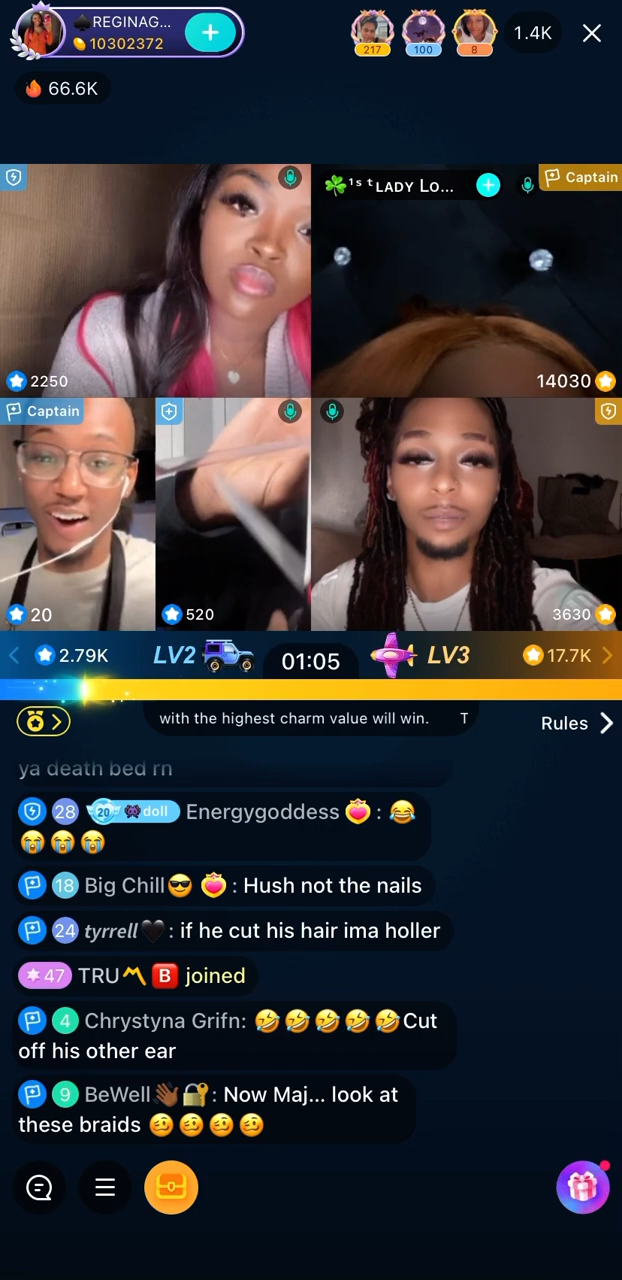 ♠️REGINAG...
10302372
217
100
8
1.4K
66.6K
☘️¹ˢᵗLADY Lo...
Captain
2250
14030
Captain
20
520
3630
2.79K
LV2
01:05
LV3
17.7K
with the highest charm value will win. T
Rules
ya death bed rn
28 20 doll Energygoddess : 😂
😭😭😭
18 Big Chill😎 : Hush not the nails
24 tyrrell🖤: if he cut his hair ima holler
47 TRU〽️🅱️ joined
4 Chrystyna Grifn: 🤣🤣🤣🤣🤣Cut
off his other ear
9 BeWell👋🏾🔐: Now Maj... look at
these braids 🥴🥴🥴🥴